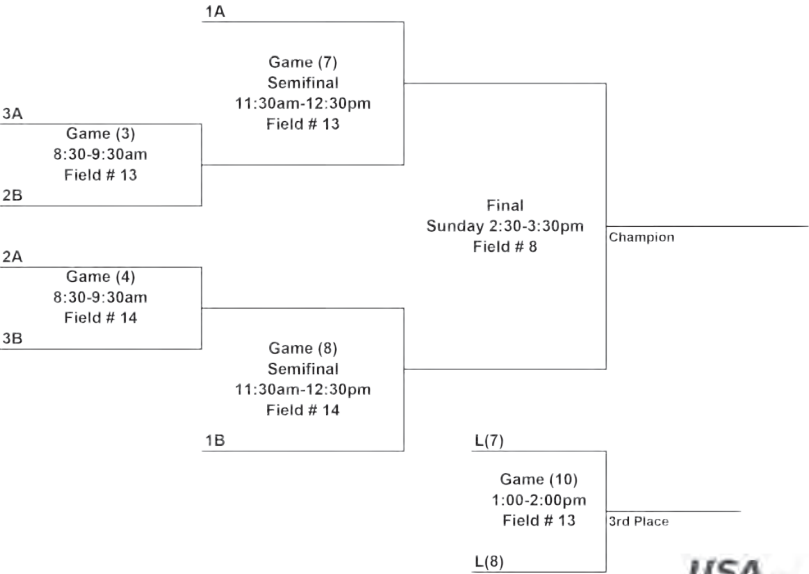 1A
Game (7)
Semifinal
11:30am-12:30pm
Field # 13
3A
Game (3)
8:30-9:30am
Field # 13
2B
Final
Sunday 2:30-3:30pm
Field # 8
Champion
2A
Game (4)
8:30-9:30am
Field # 14
3B
Game (8)
Semifinal
11:30am-12:30pm
Field # 14
1B
L(7)
Game (10)
1:00-2:00pm
Field # 13
3rd Place
L(8)
USA